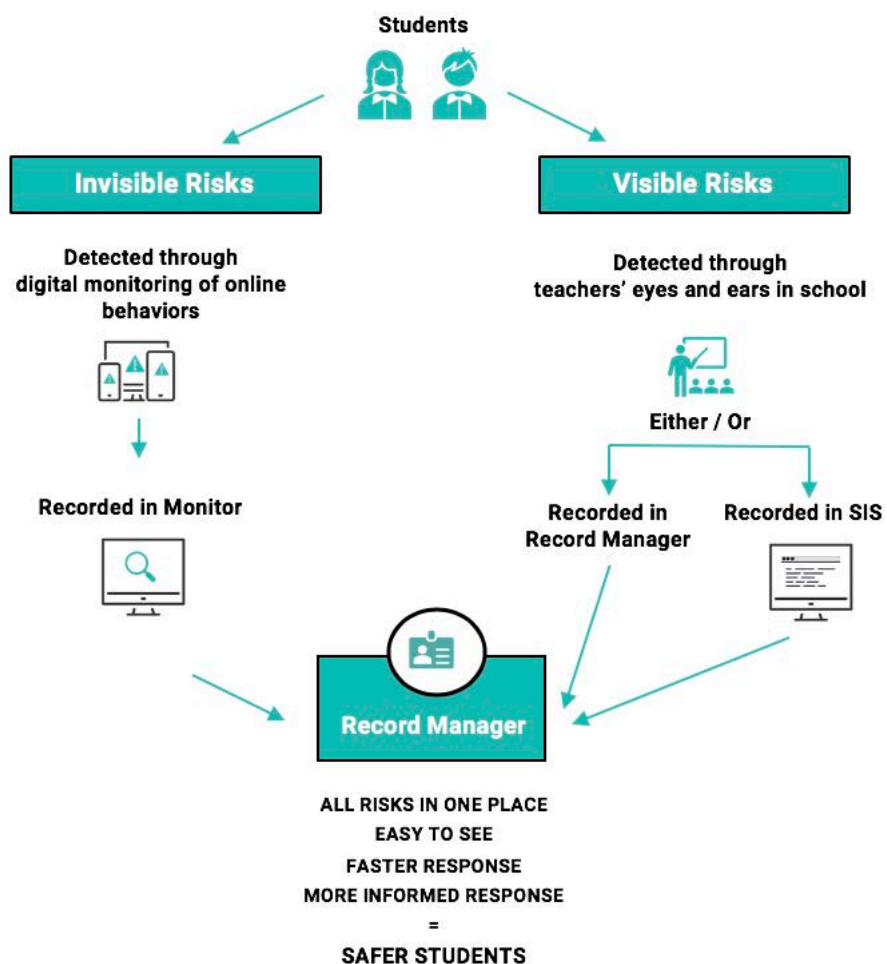 Students
Invisible Risks
Detected through
digital monitoring of online
behaviors
Recorded in Monitor
Visible Risks
Detected through
teachers’ eyes and ears in school
Either / Or
Recorded in
Record Manager
Recorded in SIS
Record Manager
ALL RISKS IN ONE PLACE
EASY TO SEE
FASTER RESPONSE
MORE INFORMED RESPONSE
=
SAFER STUDENTS